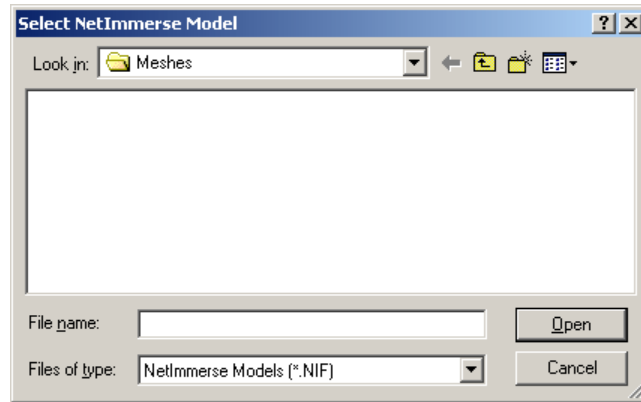 Select NetImmerse Model
Look in: Meshes
File name:
Open
Files of type: NetImmerse Models (*.NIF)
Cancel